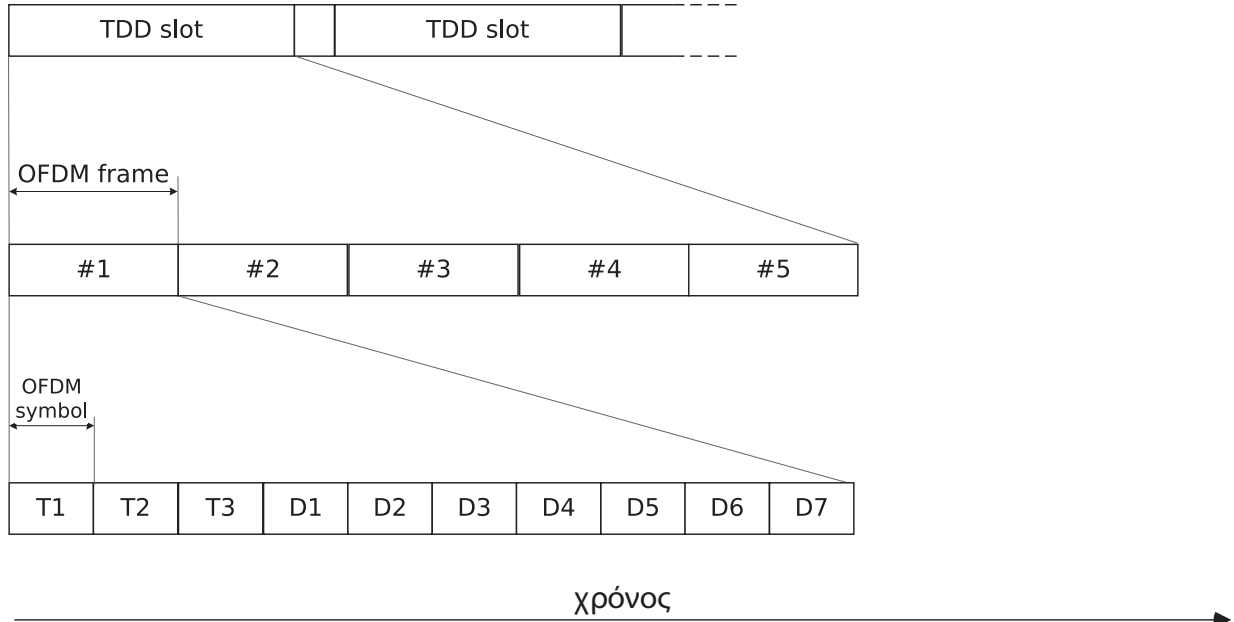 TDD slot TDD slot
OFDM frame
#1 #2 #3 #4 #5
OFDM
symbol
T1 T2 T3 D1 D2 D3 D4 D5 D6 D7
χρόνος